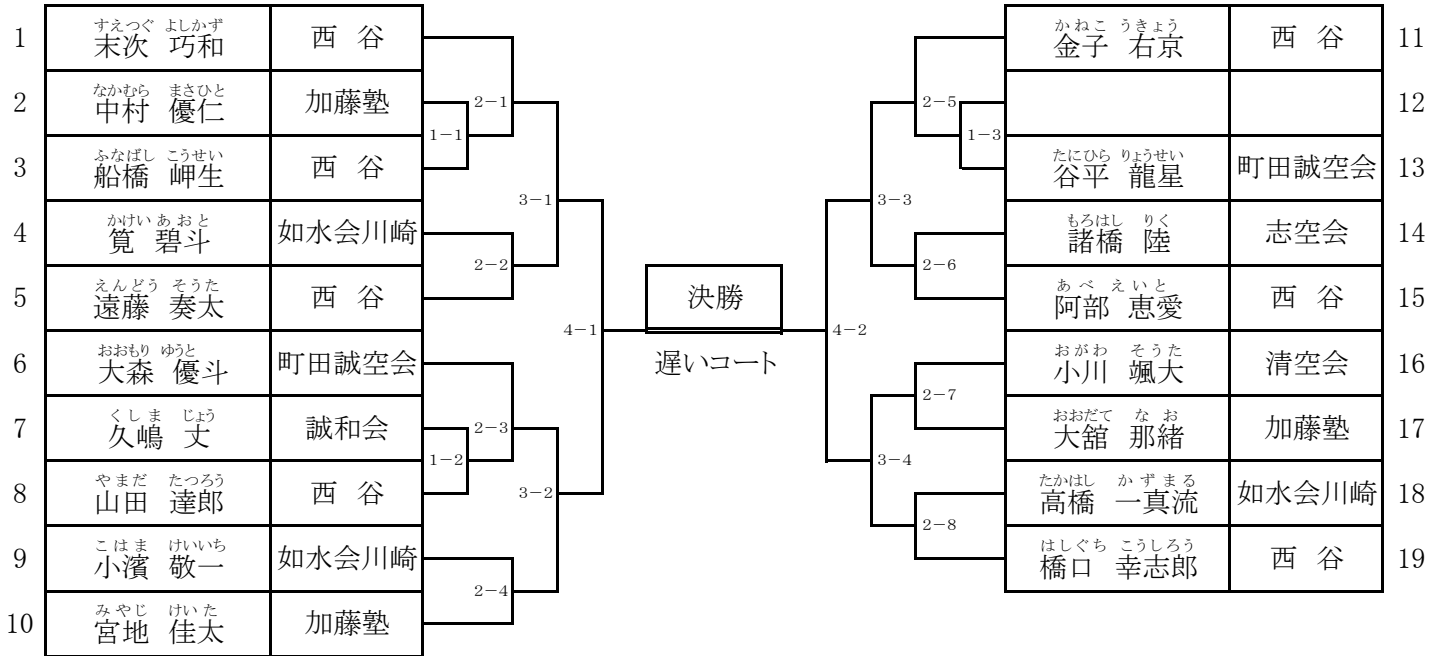 1 末次 巧和 すえつぐ よしかず 西 谷
2 中村 優仁 なかむら まさひと 加藤塾
3 船橋 岬生 ふなばし こうせい 西 谷
4 筧 碧斗 かけい あおと 如水会川崎
5 遠藤 奏太 えんどう そうた 西 谷
6 大森 優斗 おおもり ゆうと 町田誠空会
7 久嶋 丈 くしま じょう 誠和会
8 山田 達郎 やまだ たつろう 西 谷
9 小濱 敬一 こはま けいいち 如水会川崎
10 宮地 佳太 みやじ けいた 加藤塾
1-1
1-2
2-1
2-2
2-3
2-4
3-1
3-2
4-1
決勝
遅いコート
4-2
3-3
3-4
2-5
2-6
2-7
2-8
1-3
金子 右京 かねこ うきょう 西 谷 11
12
谷平 龍星 たにひら りょうせい 町田誠空会 13
諸橋 陸 もろはし りく 志空会 14
阿部 恵愛 あべ えいと 西 谷 15
小川 颯大 おがわ そうた 清空会 16
大舘 那緒 おおだて なお 加藤塾 17
高橋 一真流 たかはし かずまる 如水会川崎 18
橋口 幸志郎 はしぐち こうしろう 西 谷 19